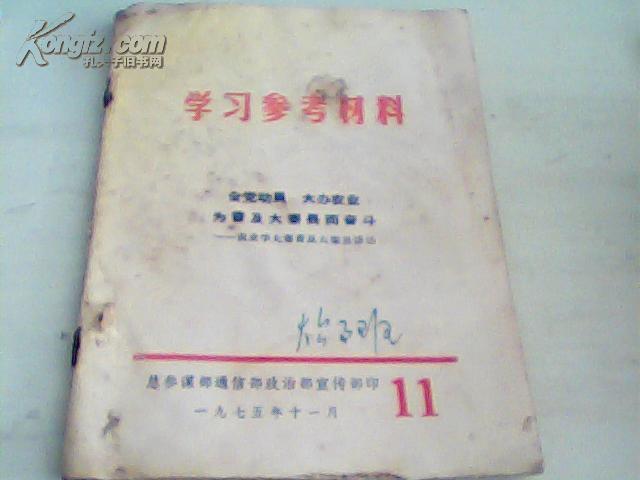 Kongfz.com
孔夫子旧书网
学习参考材料
全党动员 大办农业
为普及大寨县而奋斗
总参谋部通信部政治部宣传部印
一九七五年十一月
11